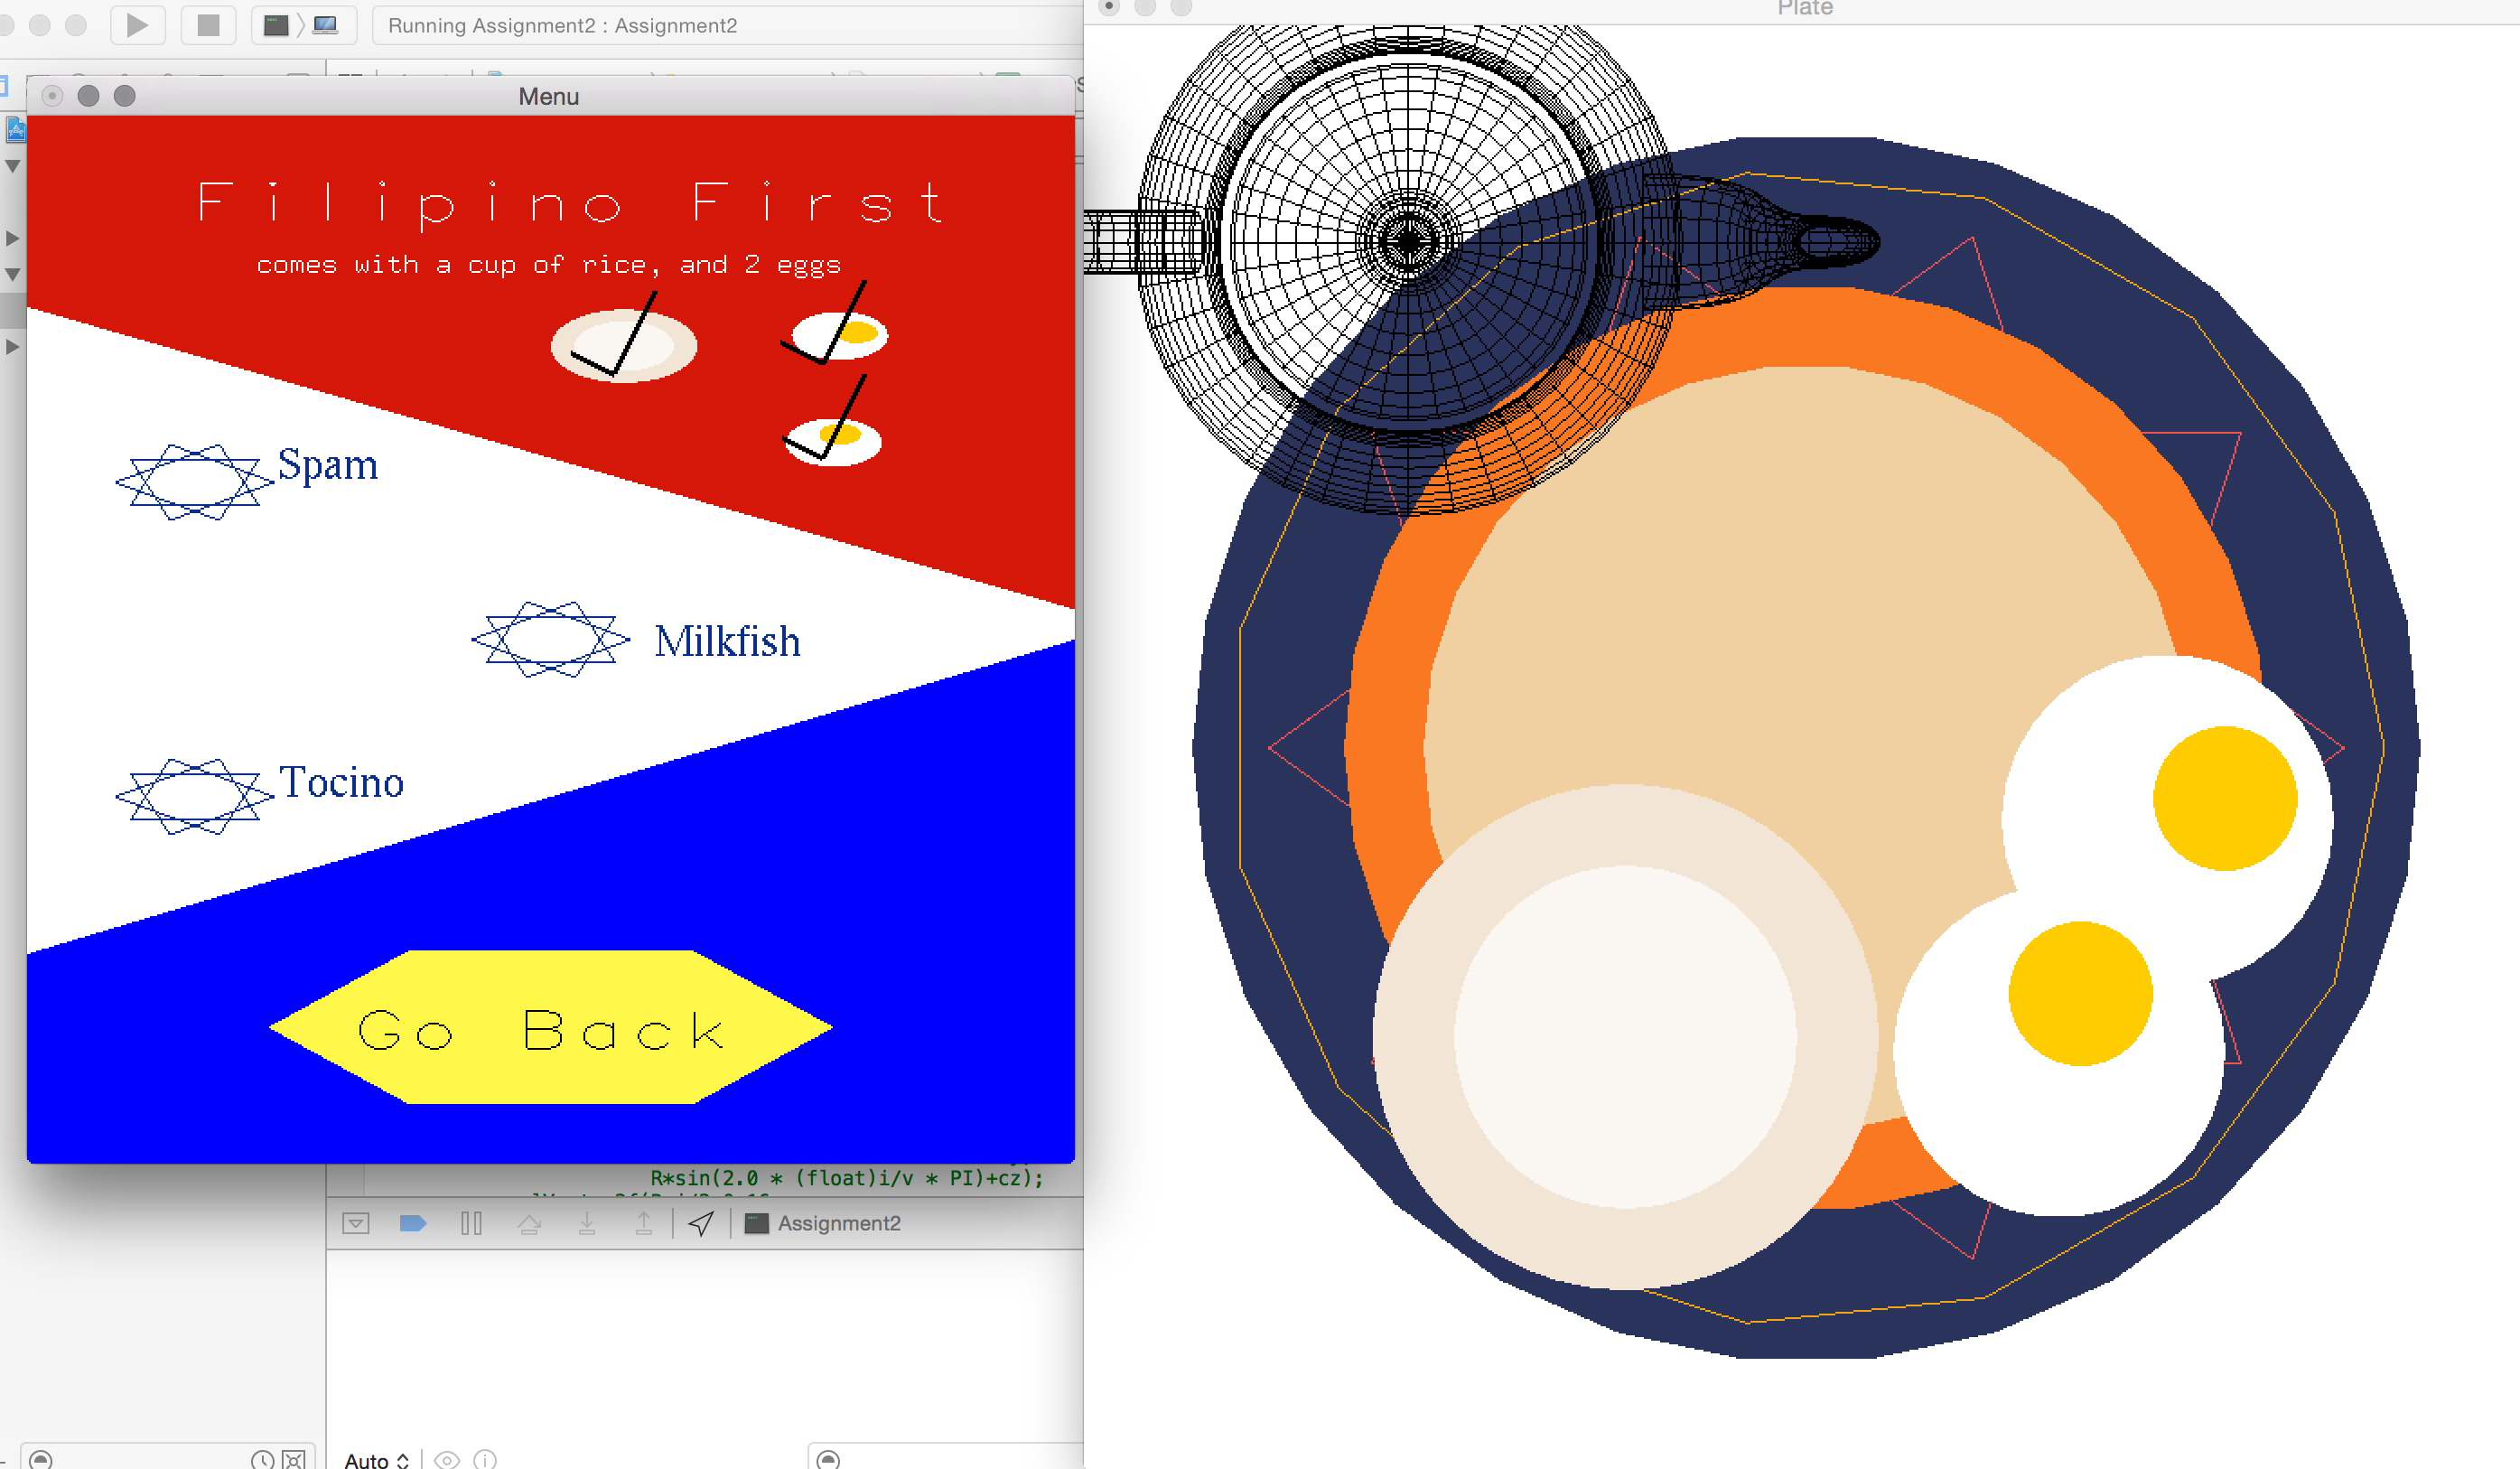 Running Assignment2 : Assignment2
Plate
Menu
Filipino First
comes with a cup of rice, and 2 eggs
Spam
Milkfish
Tocino
Go Back
R*sin(2.0 * (float)i/v * PI)+cz);
Assignment2
Auto